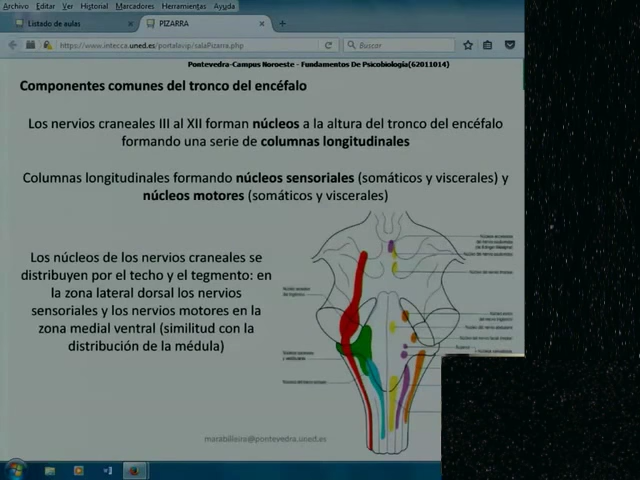 Archivo Editar Ver Historial Marcadores Herramientas Ayuda
Listado de aulas
PIZARRA
https://www.intecca.uned.es/portalavip/salaPizarra.php
Buscar
Pontevedra-Campus Noroeste - Fundamentos De Psicobiología(62011014)
Componentes comunes del tronco del encéfalo
Los nervios craneales III al XII forman núcleos a la altura del tronco del encéfalo
formando una serie de columnas longitudinales
Columnas longitudinales formando núcleos sensoriales (somáticos y viscerales) y
núcleos motores (somáticos y viscerales)
Los núcleos de los nervios craneales se
distribuyen por el techo y el tegmento: en
la zona lateral dorsal los nervios
sensoriales y los nervios motores en la
zona medial ventral (similitud con la
distribución de la médula)